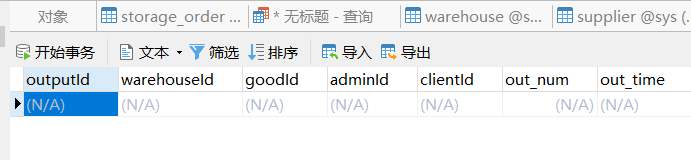 对象 storage_order ... * 无标题 - 查询 warehouse @s... supplier @sys (.
开始事务 文本 筛选 排序 导入 导出
outputId warehouseId goodId adminId clientId out_num out_time
(N/A) (N/A) (N/A) (N/A) (N/A) (N/A) (N/A)